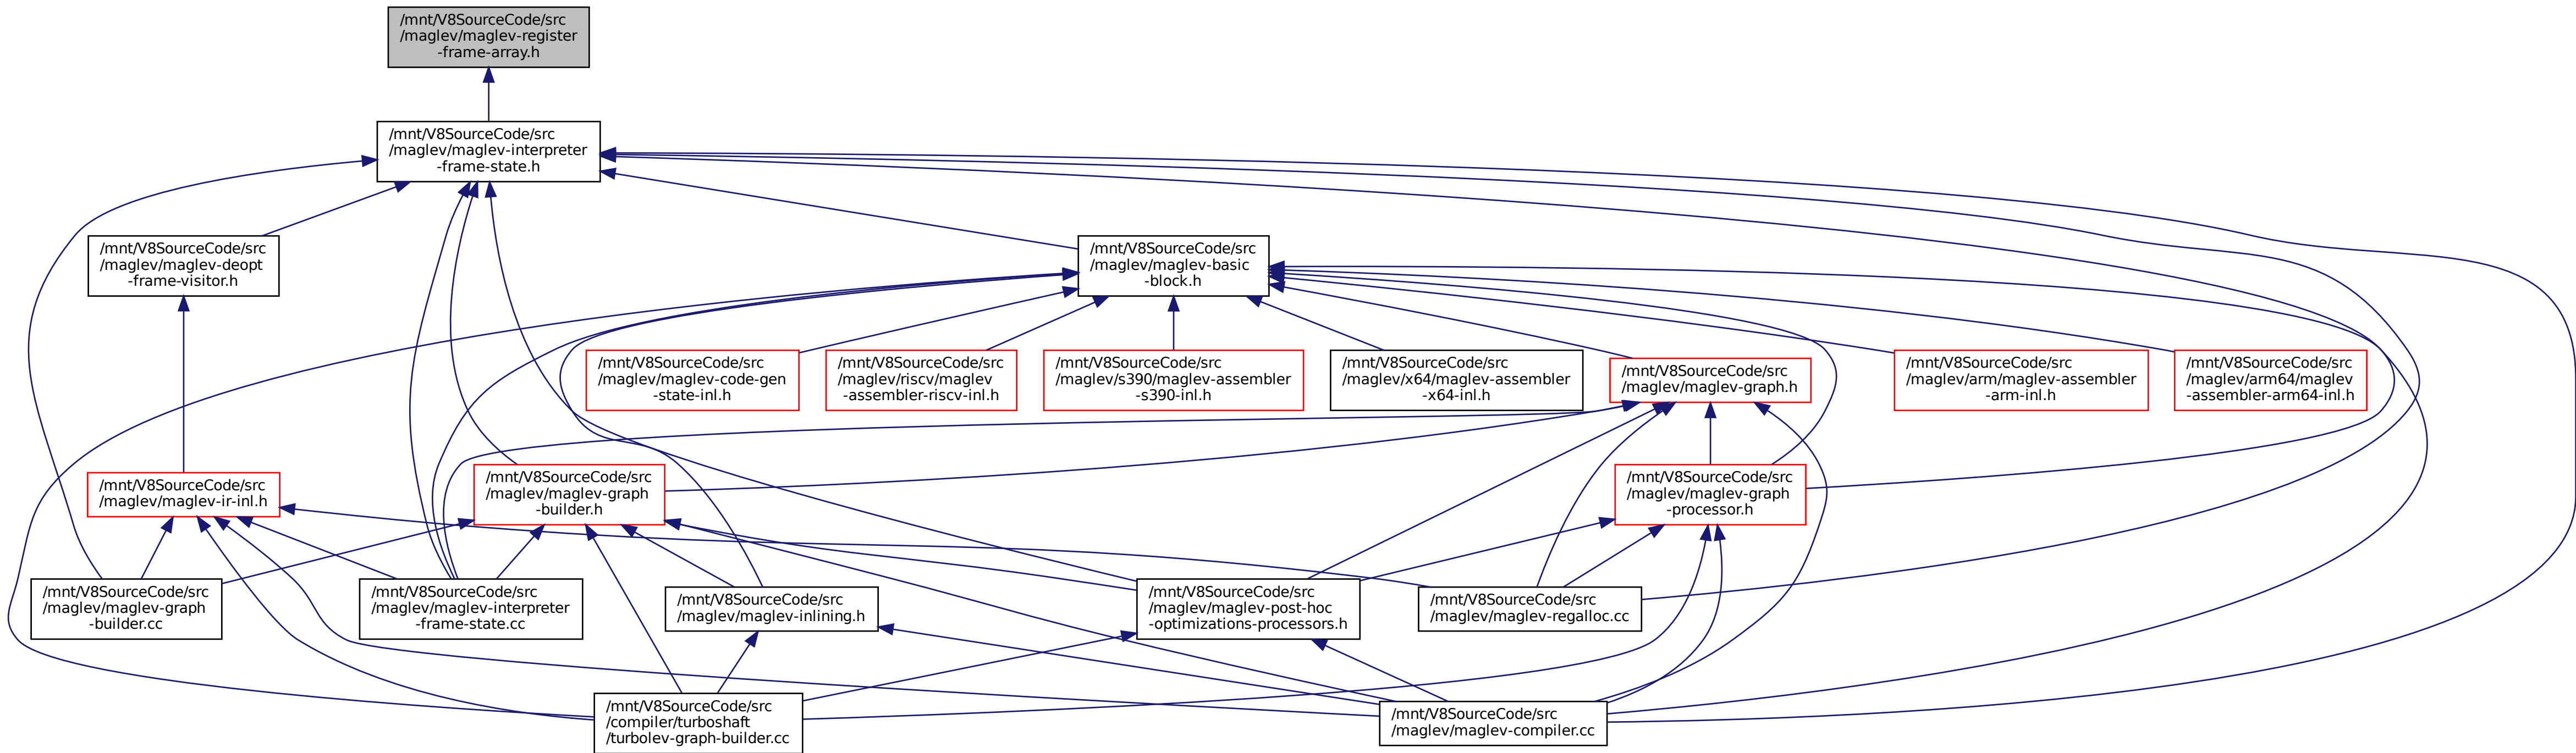 /mnt/V8SourceCode/src
/maglev/maglev-register
-frame-array.h
/mnt/V8SourceCode/src
/maglev/maglev-interpreter
-frame-state.h
/mnt/V8SourceCode/src
/maglev/maglev-deopt
-frame-visitor.h
/mnt/V8SourceCode/src
/maglev/maglev-basic
-block.h
/mnt/V8SourceCode/src
/maglev/maglev-code-gen
-state-inl.h
/mnt/V8SourceCode/src
/maglev/riscv/maglev
-assembler-riscv-inl.h
/mnt/V8SourceCode/src
/maglev/s390/maglev-assembler
-s390-inl.h
/mnt/V8SourceCode/src
/maglev/x64/maglev-assembler
-x64-inl.h
/mnt/V8SourceCode/src
/maglev/maglev-graph.h
/mnt/V8SourceCode/src
/maglev/arm/maglev-assembler
-arm-inl.h
/mnt/V8SourceCode/src
/maglev/arm64/maglev
-assembler-arm64-inl.h
/mnt/V8SourceCode/src
/maglev/maglev-ir-inl.h
/mnt/V8SourceCode/src
/maglev/maglev-graph
-builder.h
/mnt/V8SourceCode/src
/maglev/maglev-graph
-processor.h
/mnt/V8SourceCode/src
/maglev/maglev-graph
-builder.cc
/mnt/V8SourceCode/src
/maglev/maglev-interpreter
-frame-state.cc
/mnt/V8SourceCode/src
/maglev/maglev-inlining.h
/mnt/V8SourceCode/src
/maglev/maglev-post-hoc
-optimizations-processors.h
/mnt/V8SourceCode/src
/maglev/maglev-regalloc.cc
/mnt/V8SourceCode/src
/compiler/turboshaft
/turbolev-graph-builder.cc
/mnt/V8SourceCode/src
/maglev/maglev-compiler.cc